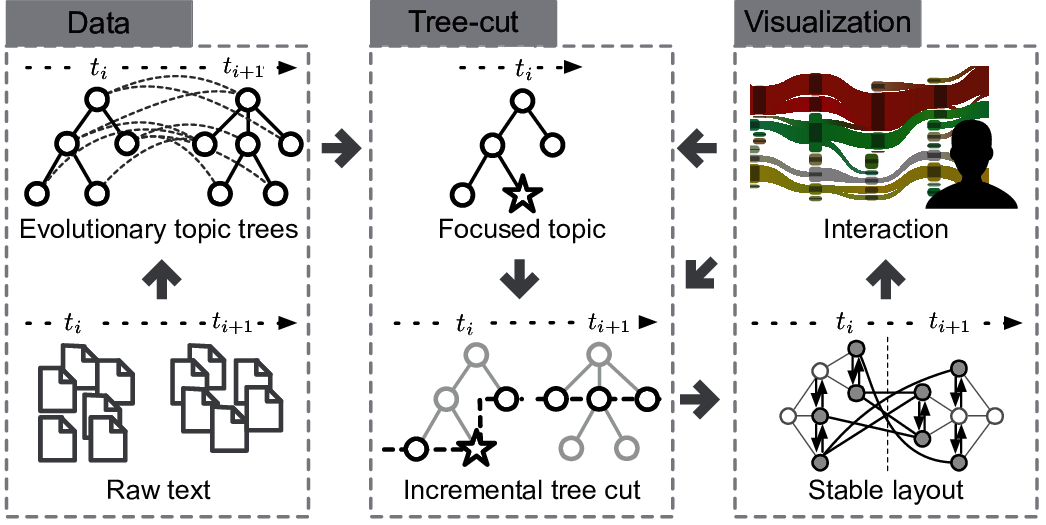 Data
Tree-cut
Visualization
t_i
t_{i+1}
t_i
Evolutionary topic trees
Focused topic
Interaction
t_i
t_{i+1}
t_i
t_{i+1}
t_i
t_{i+1}
Raw text
Incremental tree cut
Stable layout